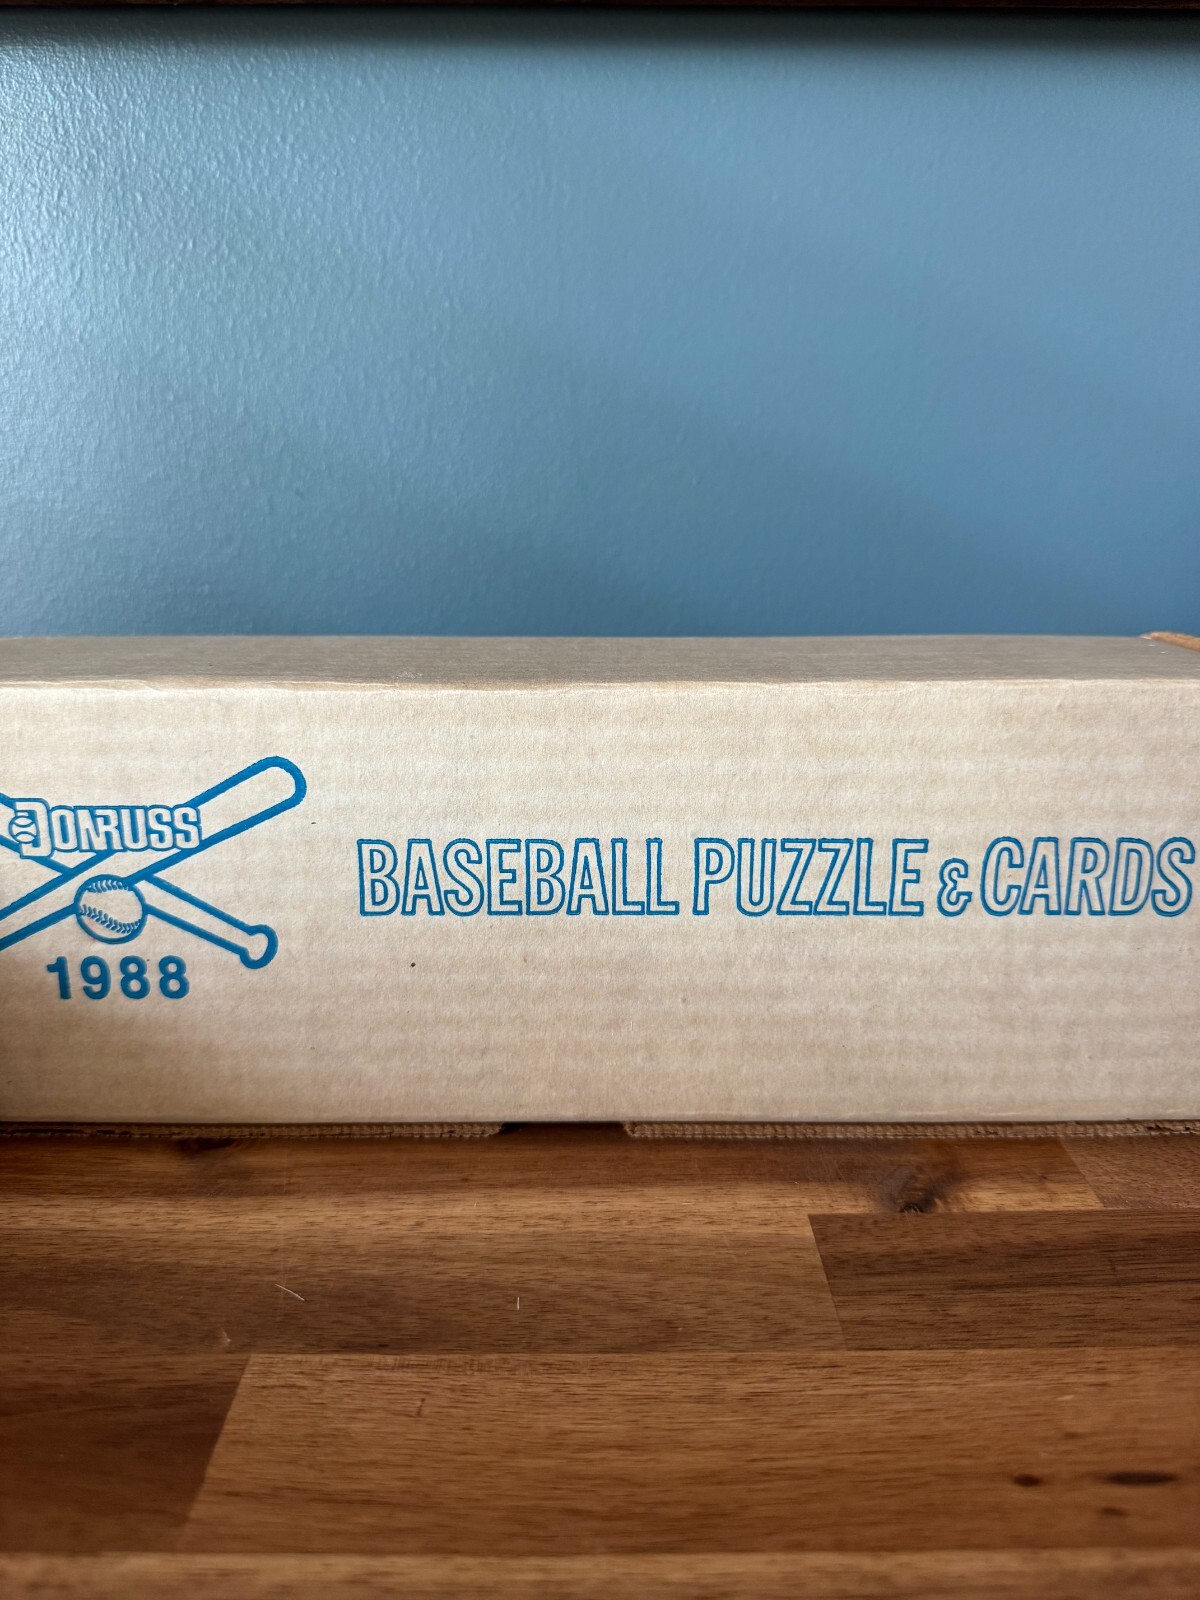 DONRUSS
1988
BASEBALL PUZZLE & CARDS